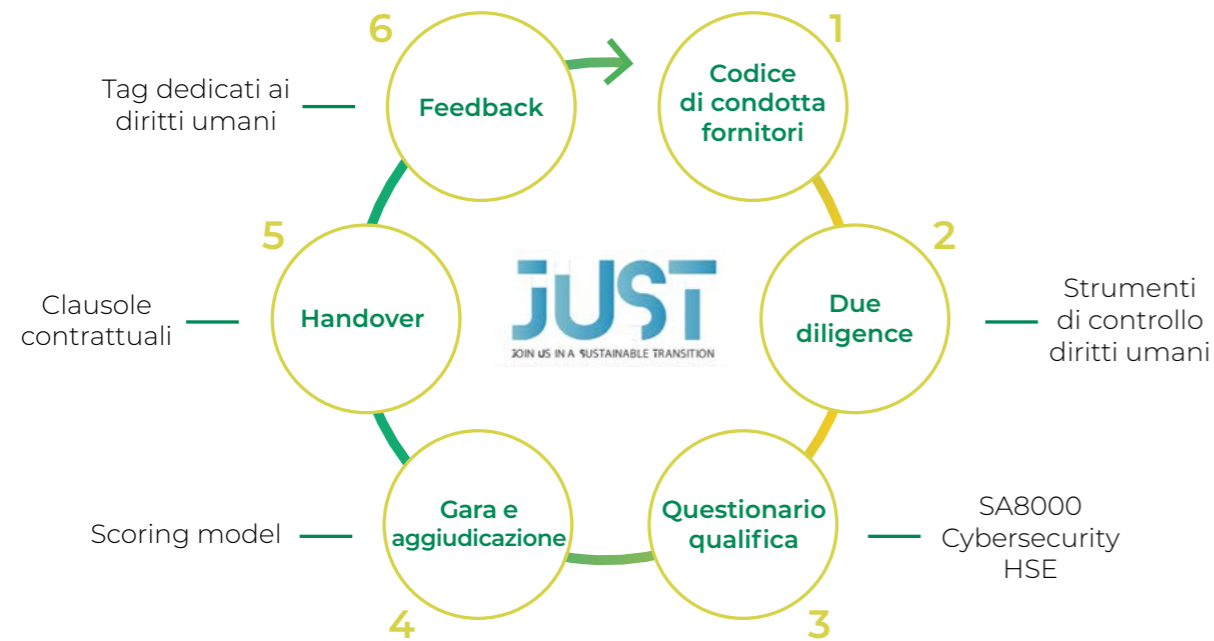 1
Codice
di condotta
fornitori
2
Due
diligence
Strumenti
di controllo
diritti umani
3
Questionario
qualifica
SA8000
Cybersecurity
HSE
4
Gara e
aggiudicazione
Scoring model
5
Handover
Clausole
contrattuali
6
Feedback
Tag dedicati ai
diritti umani
JUST
JOIN US IN A SUSTAINABLE TRANSITION